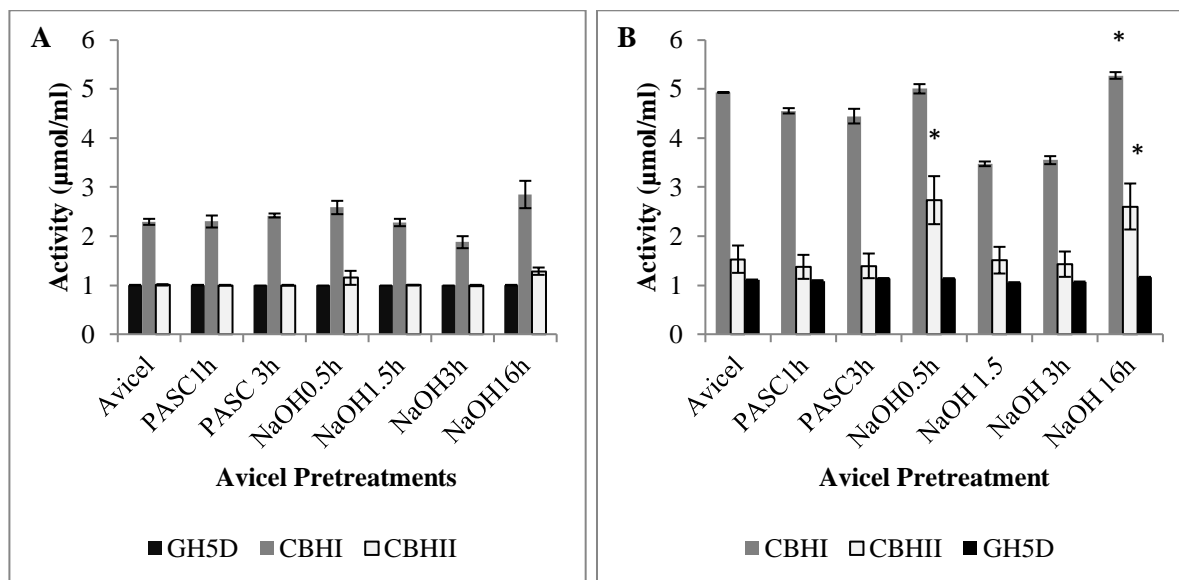 A
Activity (µmol/ml)
6
5
4
3
2
1
0
Avicel
PASC1h
PASC 3h
NaOH0.5h
NaOH1.5h
NaOH3h
NaOH16h
Avicel Pretreatments
GH5D CBHI CBHII
B
Activity (µmol/ml)
6
5
4
3
2
1
0
*
*
*
Avicel
PASC1h
PASC3h
NaOH0.5h
NaOH 1.5
NaOH 3h
NaOH 16h
Avicel Pretreatment
CBHI CBHII GH5D